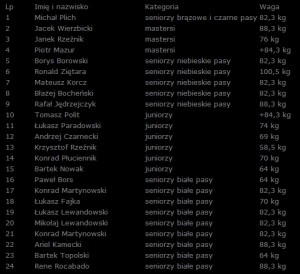 Lp Imię i nazwisko Kategoria Waga
1 Michał Plich seniorzy brązowe i czarne pasy 82,3 kg
2 Jacek Wierzbicki mastersi 88,3 kg
3 Janek Rzeźnik mastersi 76 kg
4 Piotr Mazur mastersi +84,3 kg
5 Borys Borowski seniorzy niebieskie pasy 82,3 kg
6 Ronald Ziętara seniorzy niebieskie pasy 100,5 kg
7 Mateusz Korcz seniorzy niebieskie pasy 82,3 kg
8 Błażej Bocheński seniorzy niebieskie pasy 88,3 kg
9 Rafał Jędrzejczyk seniorzy niebieskie pasy 88,3 kg
10 Tomasz Polit juniorzy +84,3 kg
11 Łukasz Paradowski juniorzy 74 kg
12 Andrzej Czarnecki juniorzy 69 kg
13 Krzysztof Rzeźnik juniorzy 58,5 kg
14 Konrad Płuciennik juniorzy 70 kg
15 Bartek Nowak juniorzy 64 kg
16 Paweł Bors seniorzy białe pasy 64 kg
17 Konrad Martynowski seniorzy białe pasy 82,3 kg
18 Łukasz Fajka seniorzy białe pasy 70 kg
19 Łukasz Lewandowski seniorzy białe pasy 82,3 kg
20 Mikołaj Lewandowski seniorzy białe pasy 82,3 kg
21 Konrad Martynowski seniorzy białe pasy 82,3 kg
22 Ariel Kamecki seniorzy białe pasy 88,3 kg
23 Bartek Topolski seniorzy białe pasy 64 kg
24 Rene Rocabado seniorzy białe pasy 88,3 kg